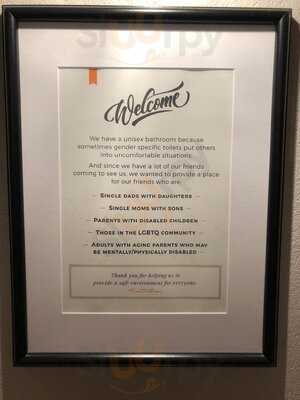 Welcome
We have a unisex bathroom because
sometimes gender specific toilets put others
into uncomfortable situations.
And since we have a lot of our friends
coming to see us, we wanted to provide a place
for our friends who are:
– Single dads with daughters –
– Single moms with sons –
– Parents with disabled children –
– Those in the LGBTQ community –
– Adults with aging parents who may
be mentally/physically disabled –
Thank you for helping us to
provide a safe environment for everyone.